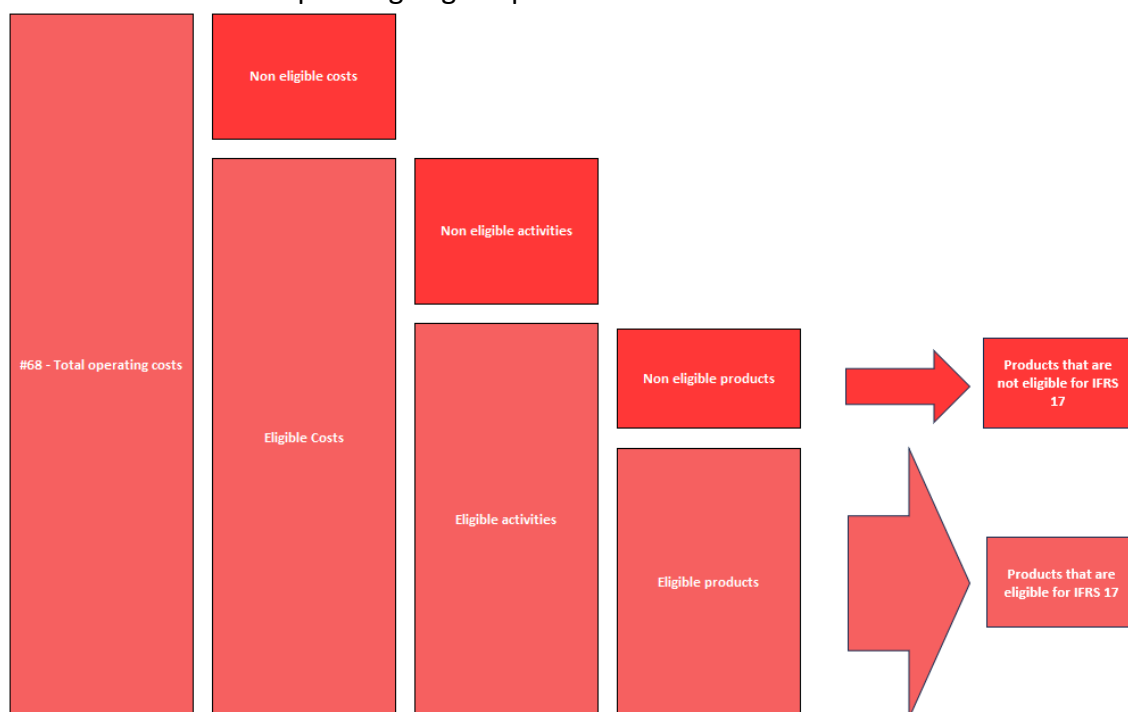 Non eligible costs
Non eligible activities
#68 - Total operating costs
Non eligible products
Products that are
not eligible for IFRS
17
Eligible Costs
Eligible activities
Eligible products
Products that are
eligible for IFRS 17